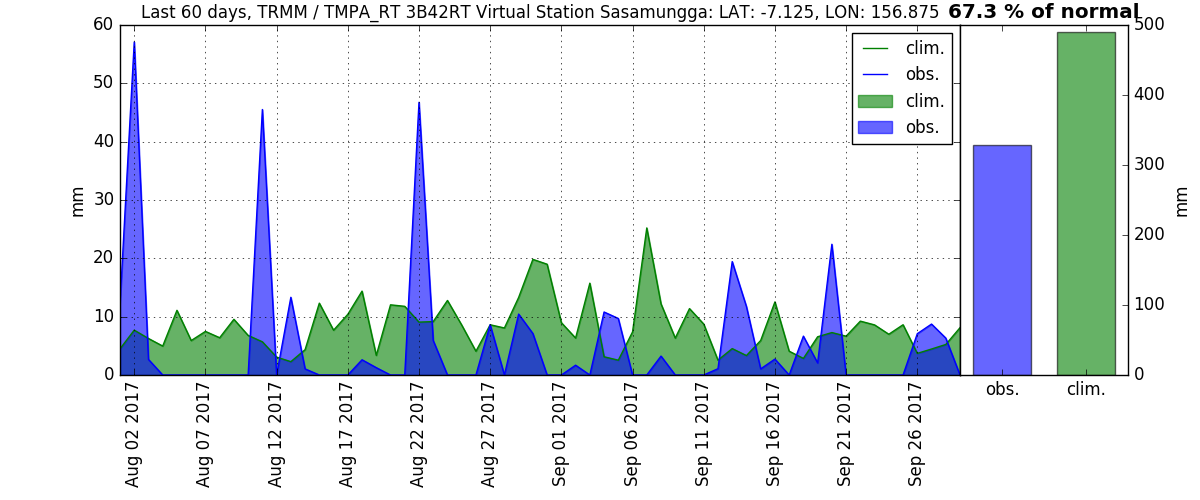 Last 60 days, TRMM / TMPA_RT 3B42RT Virtual Station Sasamungga: LAT: -7.125, LON: 156.875
67.3 % of normal
60
50
40
30
20
10
0
mm
clim.
obs.
clim.
obs.
500
400
300
200
100
0
mm
obs.
clim.
Aug 02 2017
Aug 07 2017
Aug 12 2017
Aug 17 2017
Aug 22 2017
Aug 27 2017
Sep 01 2017
Sep 06 2017
Sep 11 2017
Sep 16 2017
Sep 21 2017
Sep 26 2017